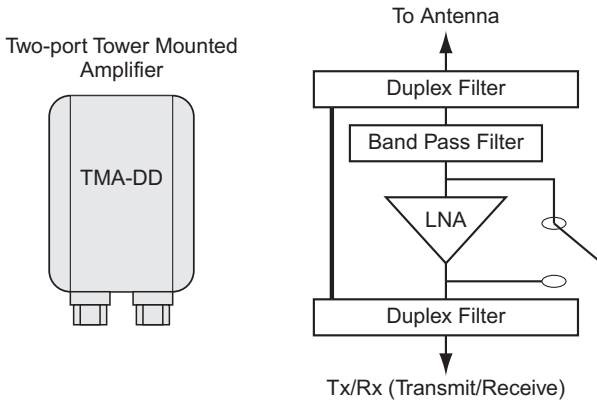 Two-port Tower Mounted
Amplifier
TMA-DD
To Antenna
Duplex Filter
Band Pass Filter
LNA
Duplex Filter
Tx/Rx (Transmit/Receive)